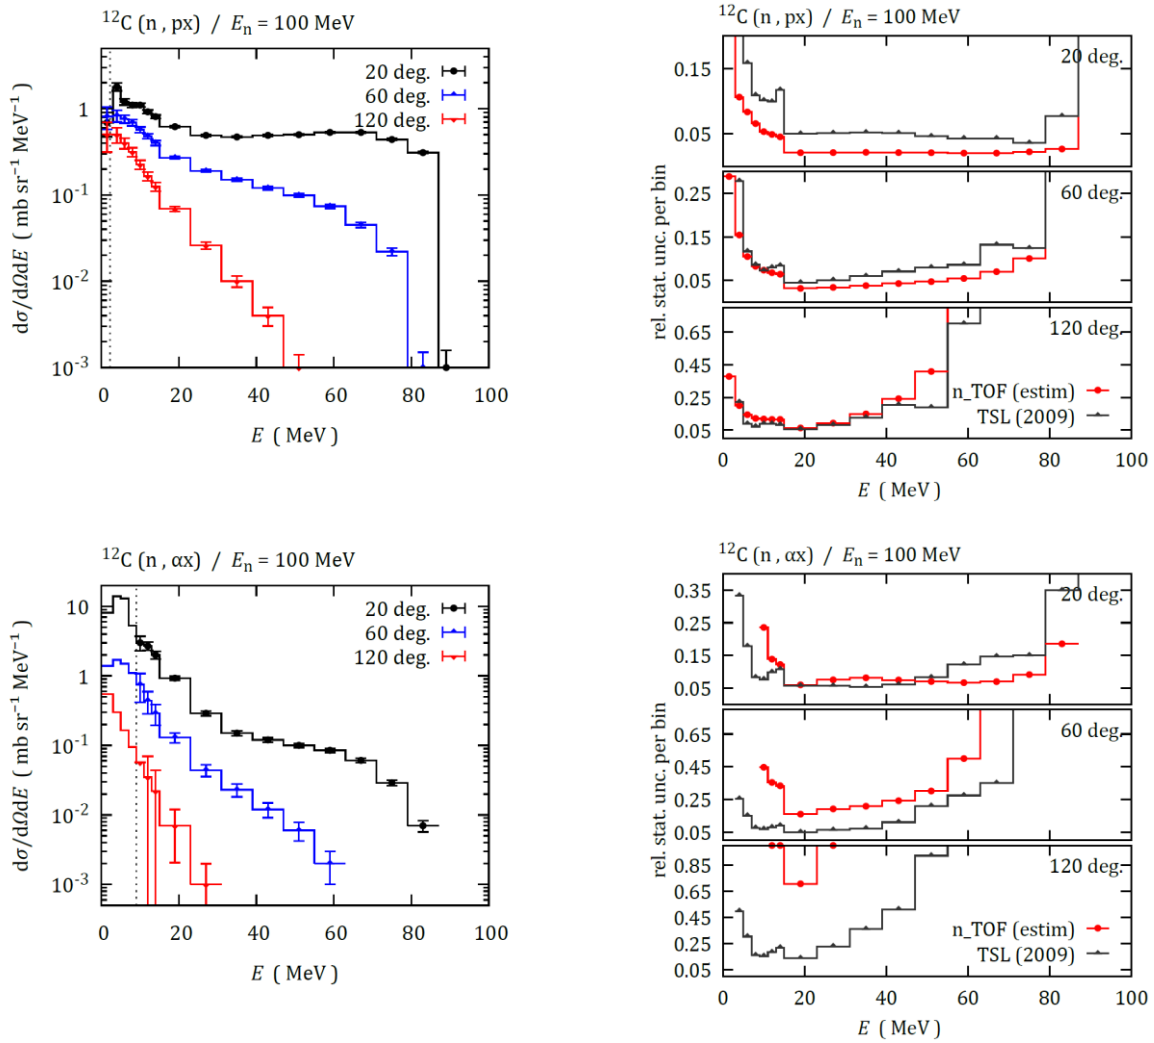 ¹²C (n , px) / Eₙ = 100 MeV
20 deg.
60 deg.
120 deg.
1
10⁻¹
10⁻²
10⁻³
dσ/dΩdE ( mb sr⁻¹ MeV⁻¹ )
0 20 40 60 80 100
E ( MeV )
¹²C (n , px) / Eₙ = 100 MeV
20 deg.
0.15
0.05
60 deg.
0.25
0.15
0.05
120 deg.
0.65
0.45
0.25
0.05
rel. stat. unc. per bin
n_TOF (estim)
TSL (2009)
0 20 40 60 80 100
E ( MeV )
¹²C (n , αx) / Eₙ = 100 MeV
20 deg.
60 deg.
120 deg.
10
1
10⁻¹
10⁻²
10⁻³
dσ/dΩdE ( mb sr⁻¹ MeV⁻¹ )
0 20 40 60 80 100
E ( MeV )
¹²C (n , αx) / Eₙ = 100 MeV
20 deg.
0.35
0.25
0.15
0.05
60 deg.
0.65
0.45
0.25
0.05
120 deg.
0.85
0.65
0.45
0.25
0.05
rel. stat. unc. per bin
n_TOF (estim)
TSL (2009)
0 20 40 60 80 100
E ( MeV )